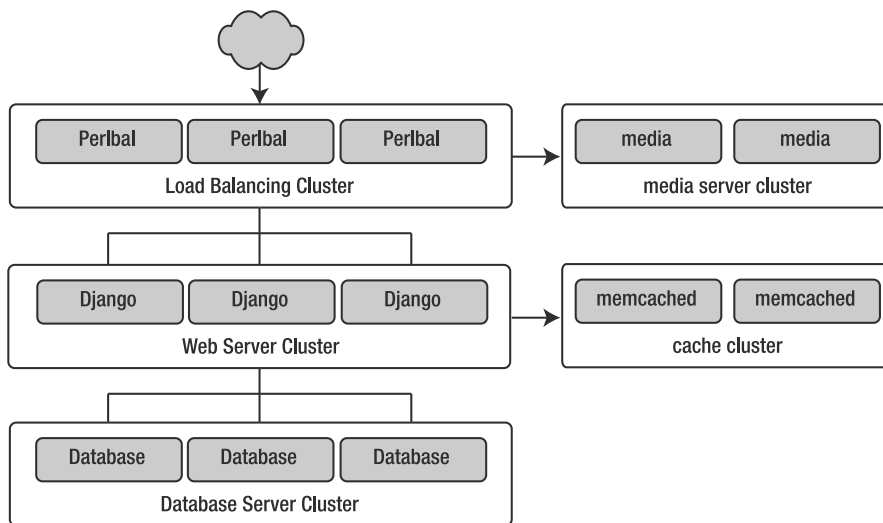 Perlbal Perlbal Perlbal
Load Balancing Cluster
media media
media server cluster
Django Django Django
Web Server Cluster
memcached memcached
cache cluster
Database Database Database
Database Server Cluster